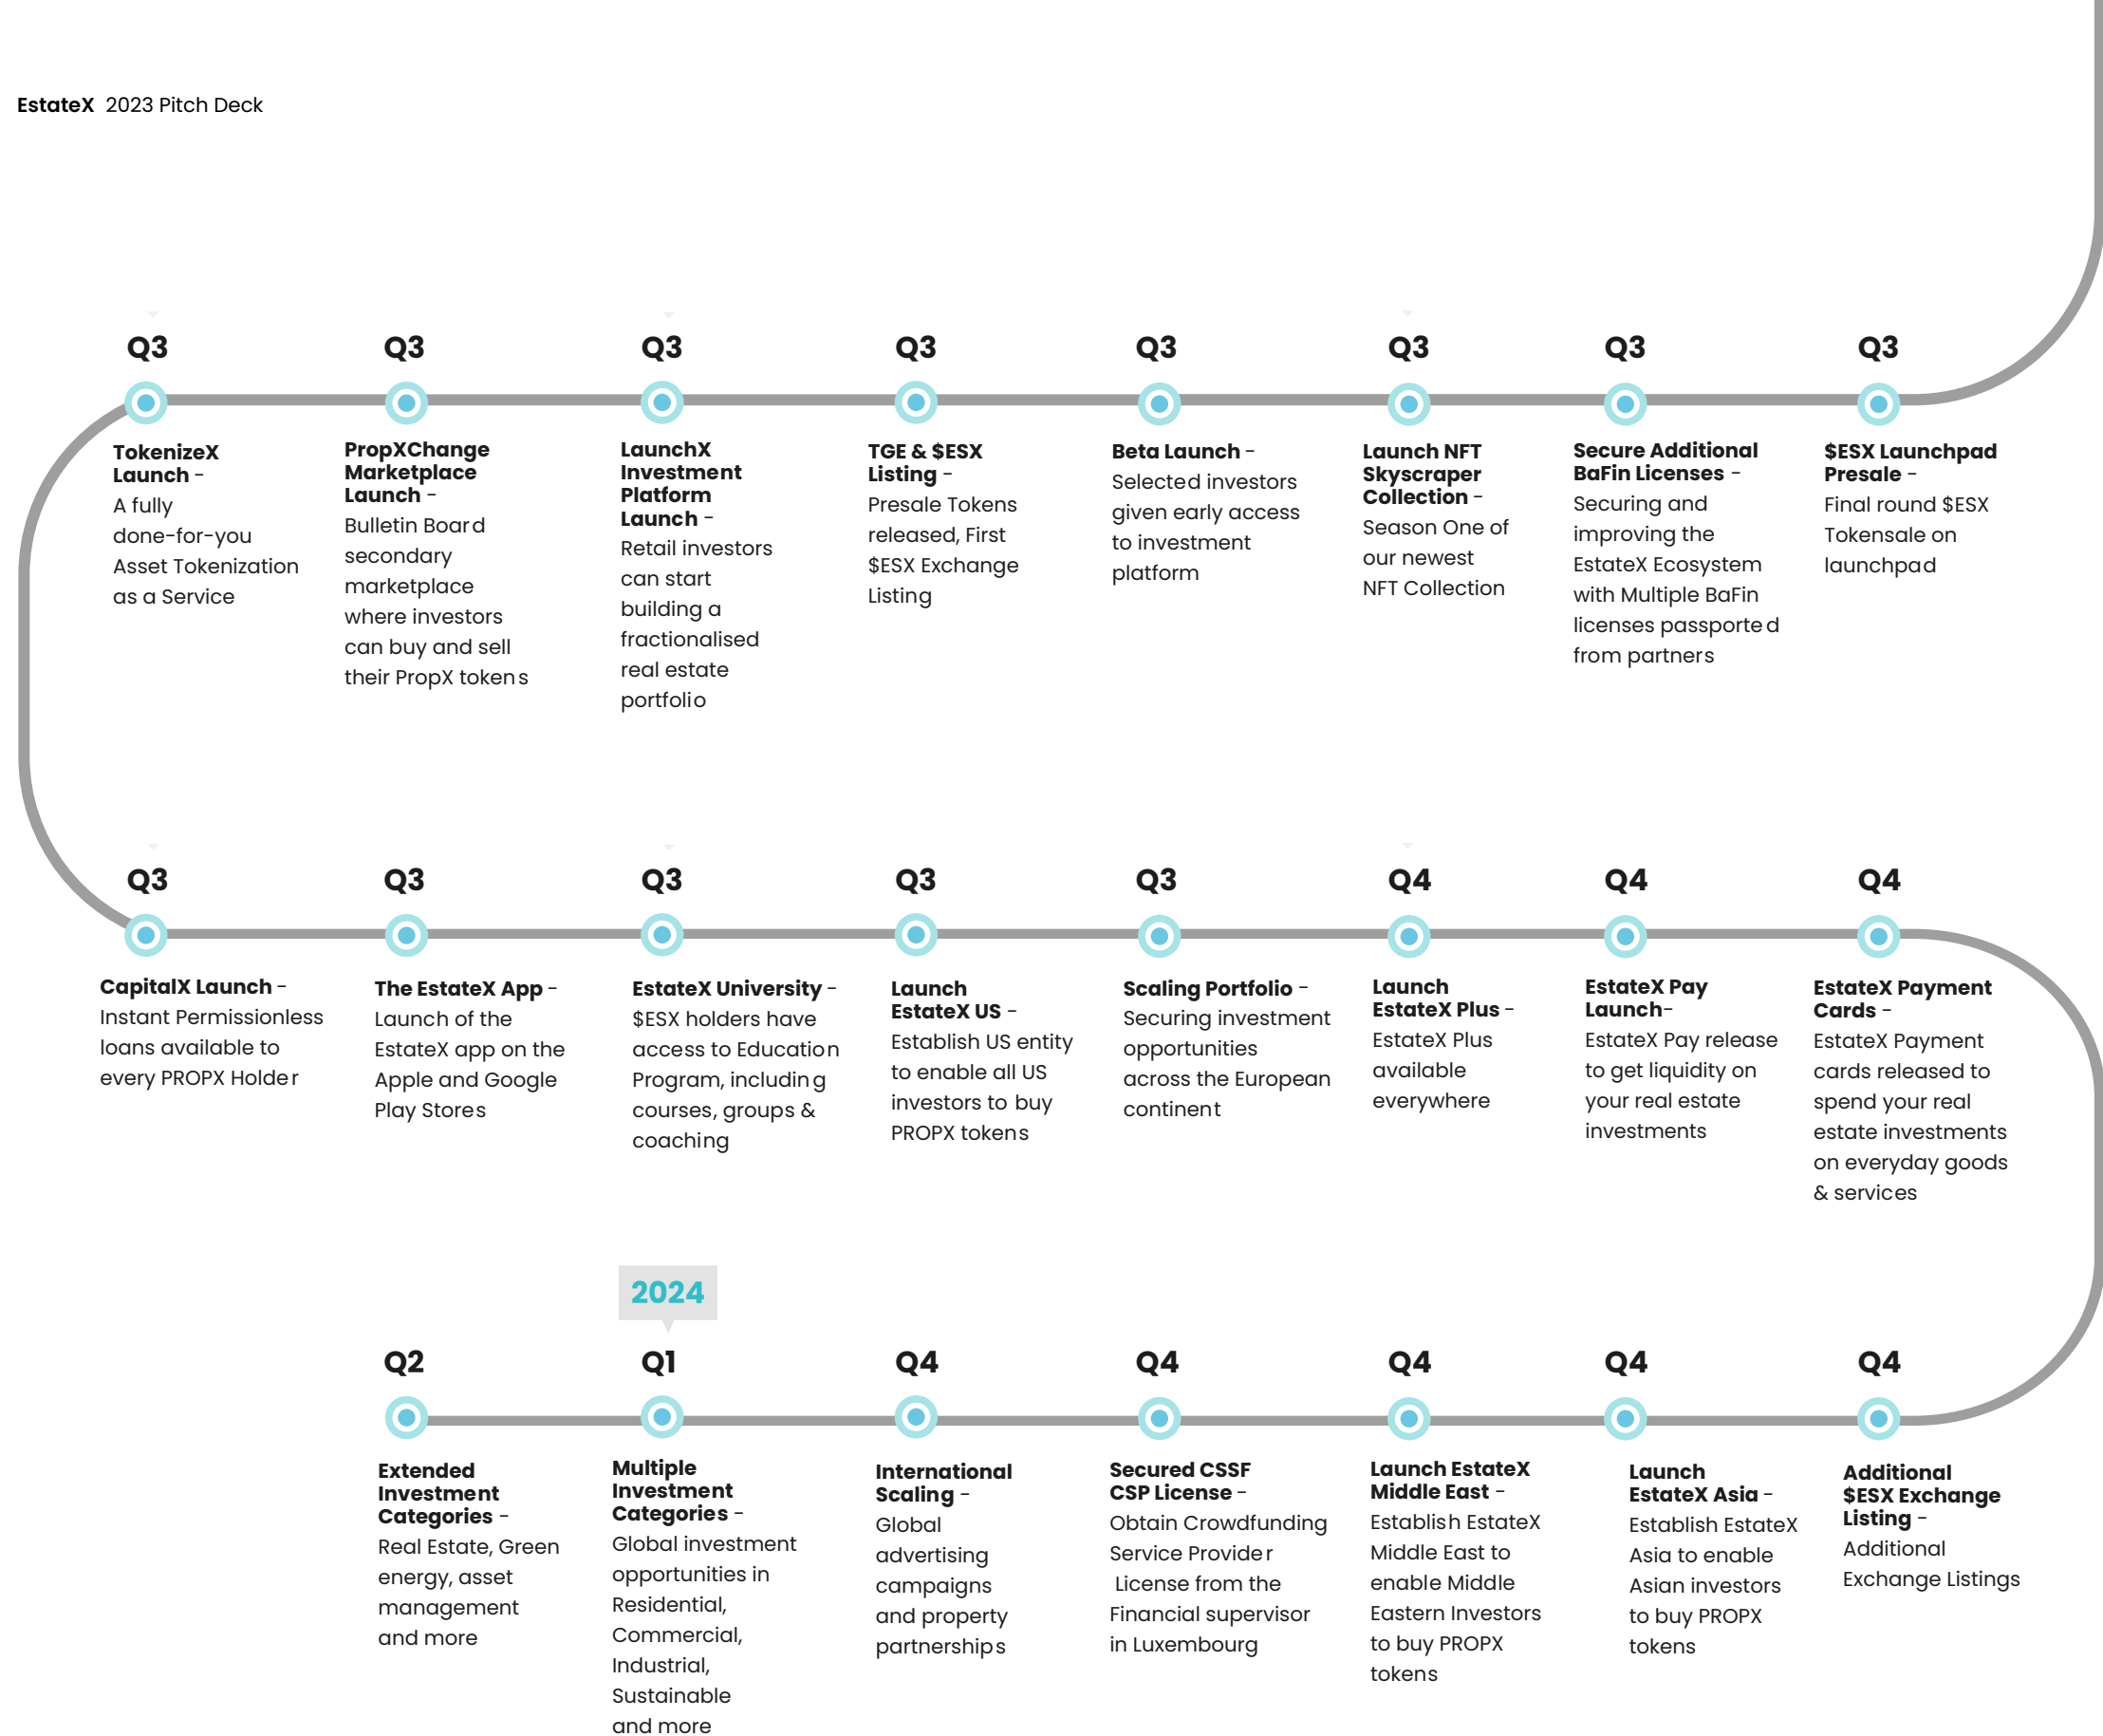 EstateX 2023 Pitch Deck
Q3
TokenizeX
Launch -
A fully
done-for-you
Asset Tokenization
as a Service
Q3
PropXChange
Marketplace
Launch -
Bulletin Board
secondary
marketplace
where investors
can buy and sell
their PropX tokens
Q3
LaunchX
Investment
Platform
Launch -
Retail investors
can start
building a
fractionalised
real estate
portfolio
Q3
TGE & $ESX
Listing -
Presale Tokens
released, First
$ESX Exchange
Listing
Q3
Beta Launch -
Selected investors
given early access
to investment
platform
Q3
Launch NFT
Skyscraper
Collection -
Season One of
our newest
NFT Collection
Q3
Secure Additional
BaFin Licenses -
Securing and
improving the
EstateX Ecosystem
with Multiple BaFin
licenses passported
from partners
Q3
$ESX Launchpad
Presale -
Final round $ESX
Tokensale on
launchpad
Q3
CapitalX Launch -
Instant Permissionless
loans available to
every PROPX Holder
Q3
The EstateX App -
Launch of the
EstateX app on the
Apple and Google
Play Stores
Q3
EstateX University -
$ESX holders have
access to Education
Program, including
courses, groups &
coaching
Q3
Launch
EstateX US -
Establish US entity
to enable all US
investors to buy
PROPX tokens
Q3
Scaling Portfolio -
Securing investment
opportunities
across the European
continent
Q4
Launch
EstateX Plus -
EstateX Plus
available
everywhere
Q4
EstateX Pay
Launch-
EstateX Pay release
to get liquidity on
your real estate
investments
Q4
EstateX Payment
Cards -
EstateX Payment
cards released to
spend your real
estate investments
on everyday goods
& services
Q2
Extended
Investment
Categories -
Real Estate, Green
energy, asset
management
and more
2024
Q1
Multiple
Investment
Categories -
Global investment
opportunities in
Residential,
Commercial,
Industrial,
Sustainable
and more
Q4
International
Scaling -
Global
advertising
campaigns
and property
partnerships
Q4
Secured CSSF
CSP License -
Obtain Crowdfunding
Service Provider
License from the
Financial supervisor
in Luxembourg
Q4
Launch EstateX
Middle East -
Establish EstateX
Middle East to
enable Middle
Eastern Investors
to buy PROPX
tokens
Q4
Launch
EstateX Asia -
Establish EstateX
Asia to enable
Asian investors
to buy PROPX
tokens
Q4
Additional
$ESX Exchange
Listing -
Additional
Exchange Listings